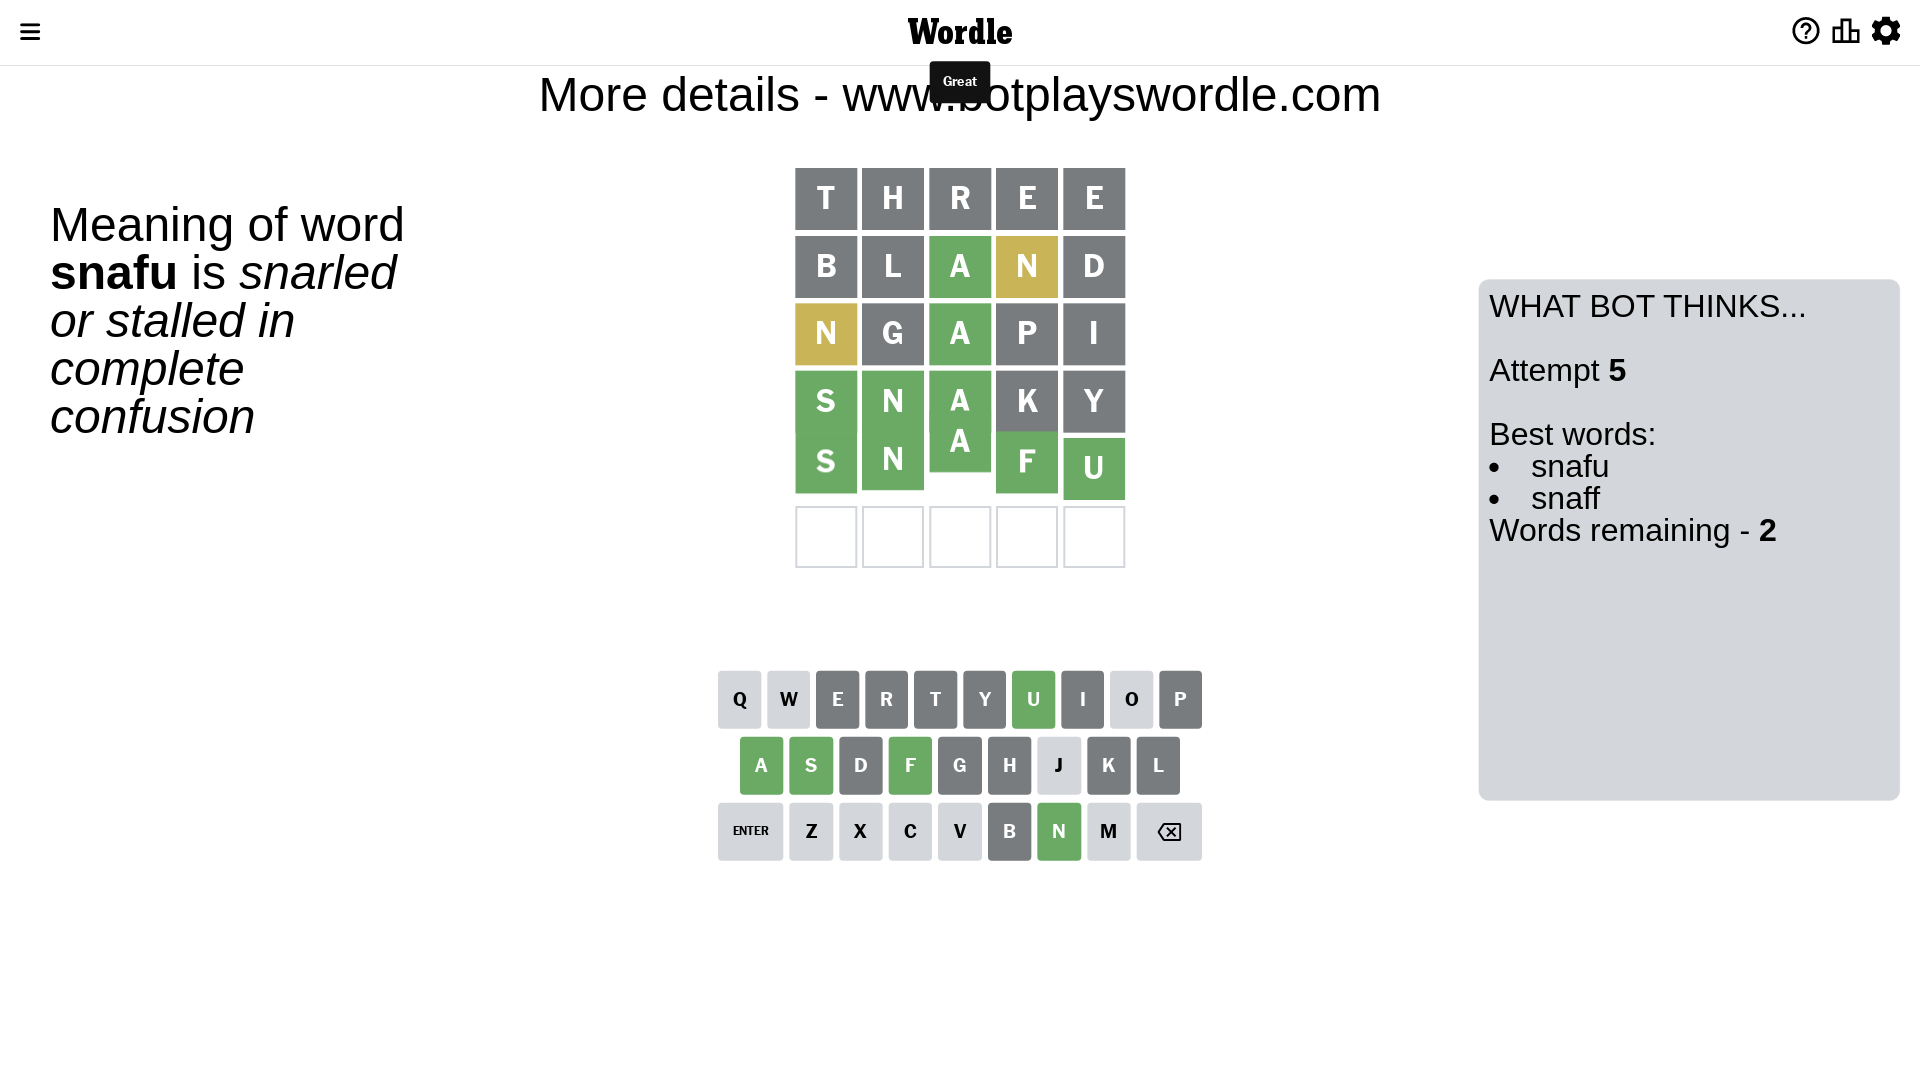 Wordle
Great
More details - www.botplayswordle.com
Meaning of word
snafu is snarled
or stalled in
complete
confusion
T H R E E
B L A N D
N G A P I
S N A K Y
S N A F U
WHAT BOT THINKS...
Attempt 5
Best words:
• snafu
• snaff
Words remaining - 2
Q W E R T Y U I O P
A S D F G H J K L
ENTER Z X C V B N M